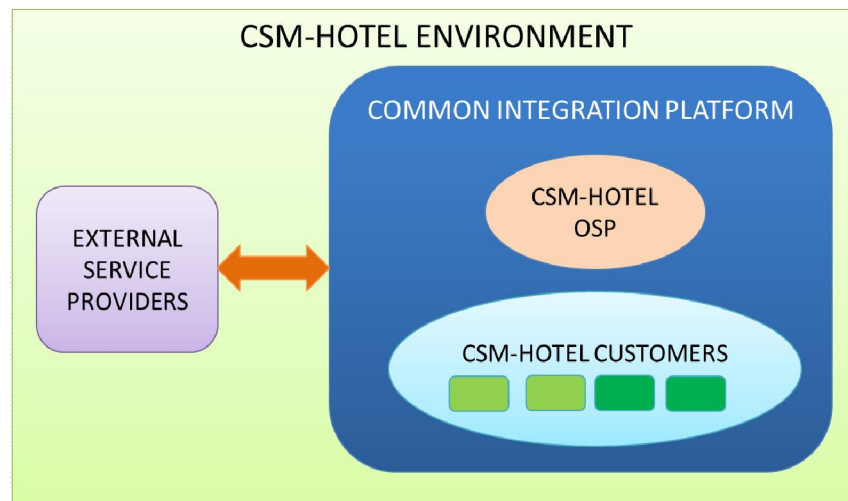 CSM-HOTEL ENVIRONMENT
COMMON INTEGRATION PLATFORM
CSM-HOTEL
OSP
EXTERNAL
SERVICE
PROVIDERS
CSM-HOTEL CUSTOMERS